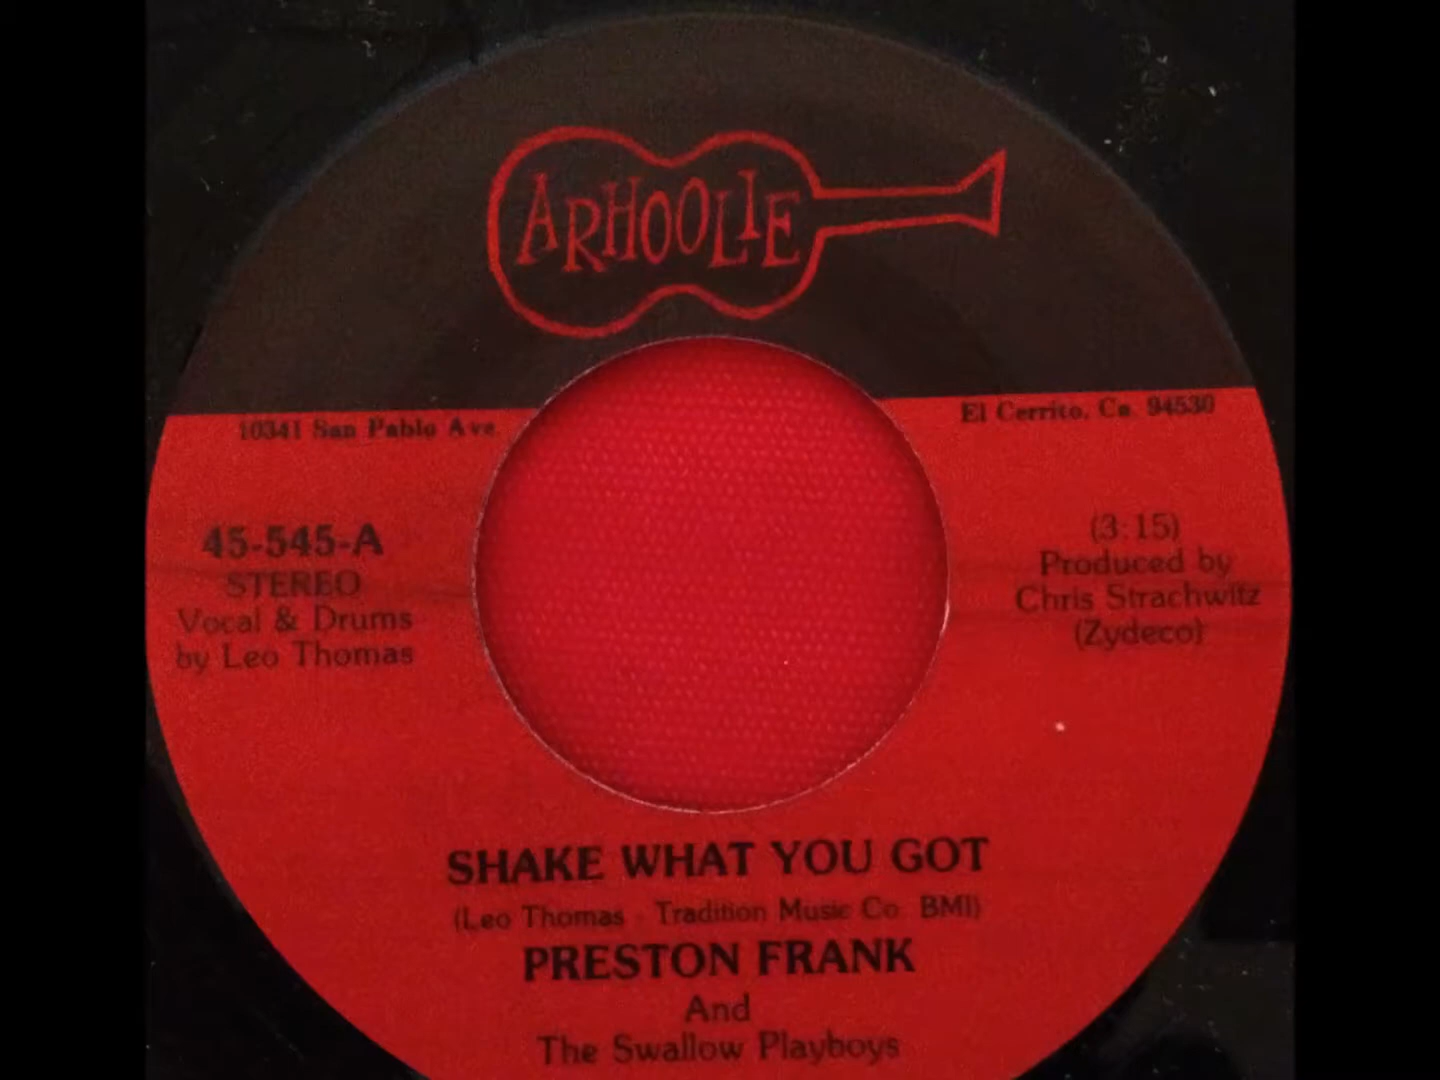 ARHOOLIE
10341 San Pablo Ave.
El Cerrito, Ca. 94530
45-545-A
STEREO
Vocal & Drums
by Leo Thomas
(3:15)
Produced by
Chris Strachwitz
(Zydeco)
SHAKE WHAT YOU GOT
(Leo Thomas - Tradition Music Co. BMI)
PRESTON FRANK
And
The Swallow Playboys